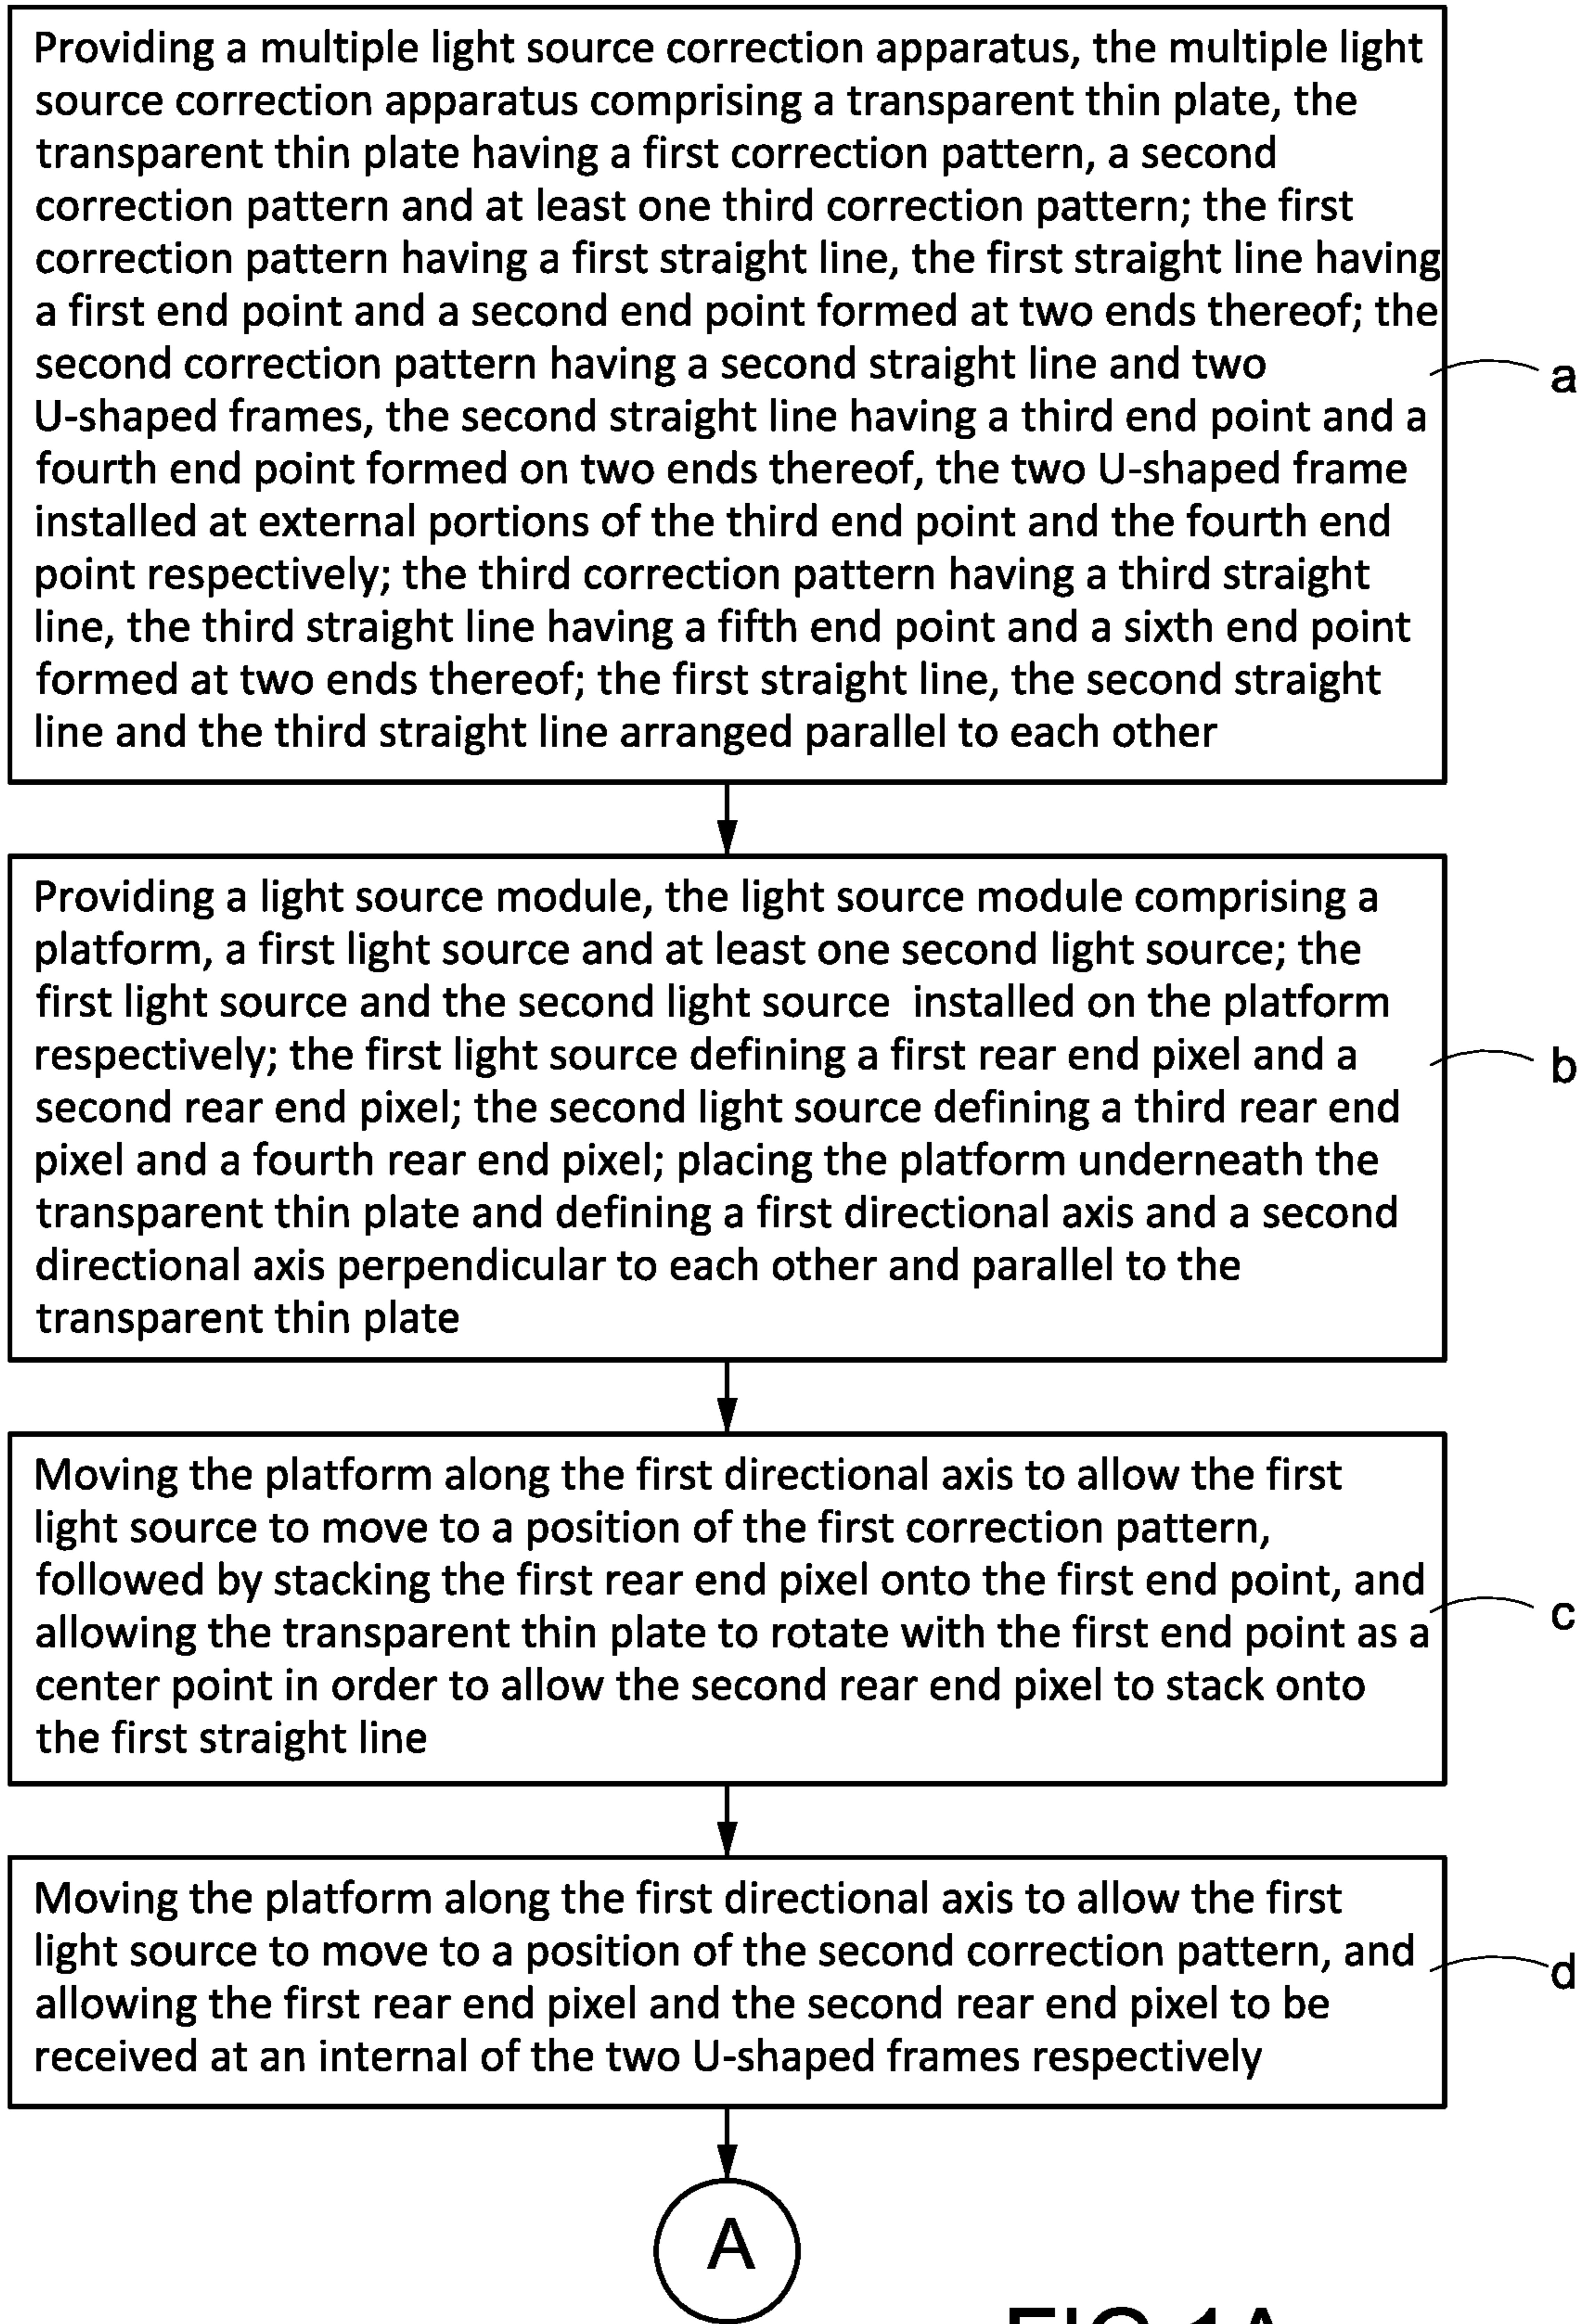 Providing a multiple light source correction apparatus, the multiple light
source correction apparatus comprising a transparent thin plate, the
transparent thin plate having a first correction pattern, a second
correction pattern and at least one third correction pattern; the first
correction pattern having a first straight line, the first straight line having
a first end point and a second end point formed at two ends thereof; the
second correction pattern having a second straight line and two
U-shaped frames, the second straight line having a third end point and a
fourth end point formed on two ends thereof, the two U-shaped frame
installed at external portions of the third end point and the fourth end
point respectively; the third correction pattern having a third straight
line, the third straight line having a fifth end point and a sixth end point
formed at two ends thereof; the first straight line, the second straight
line and the third straight line arranged parallel to each other
a
Providing a light source module, the light source module comprising a
platform, a first light source and at least one second light source; the
first light source and the second light source installed on the platform
respectively; the first light source defining a first rear end pixel and a
second rear end pixel; the second light source defining a third rear end
pixel and a fourth rear end pixel; placing the platform underneath the
transparent thin plate and defining a first directional axis and a second
directional axis perpendicular to each other and parallel to the
transparent thin plate
b
Moving the platform along the first directional axis to allow the first
light source to move to a position of the first correction pattern,
followed by stacking the first rear end pixel onto the first end point, and
allowing the transparent thin plate to rotate with the first end point as a
center point in order to allow the second rear end pixel to stack onto
the first straight line
c
Moving the platform along the first directional axis to allow the first
light source to move to a position of the second correction pattern, and
allowing the first rear end pixel and the second rear end pixel to be
received at an internal of the two U-shaped frames respectively
d
A
FIG.1A